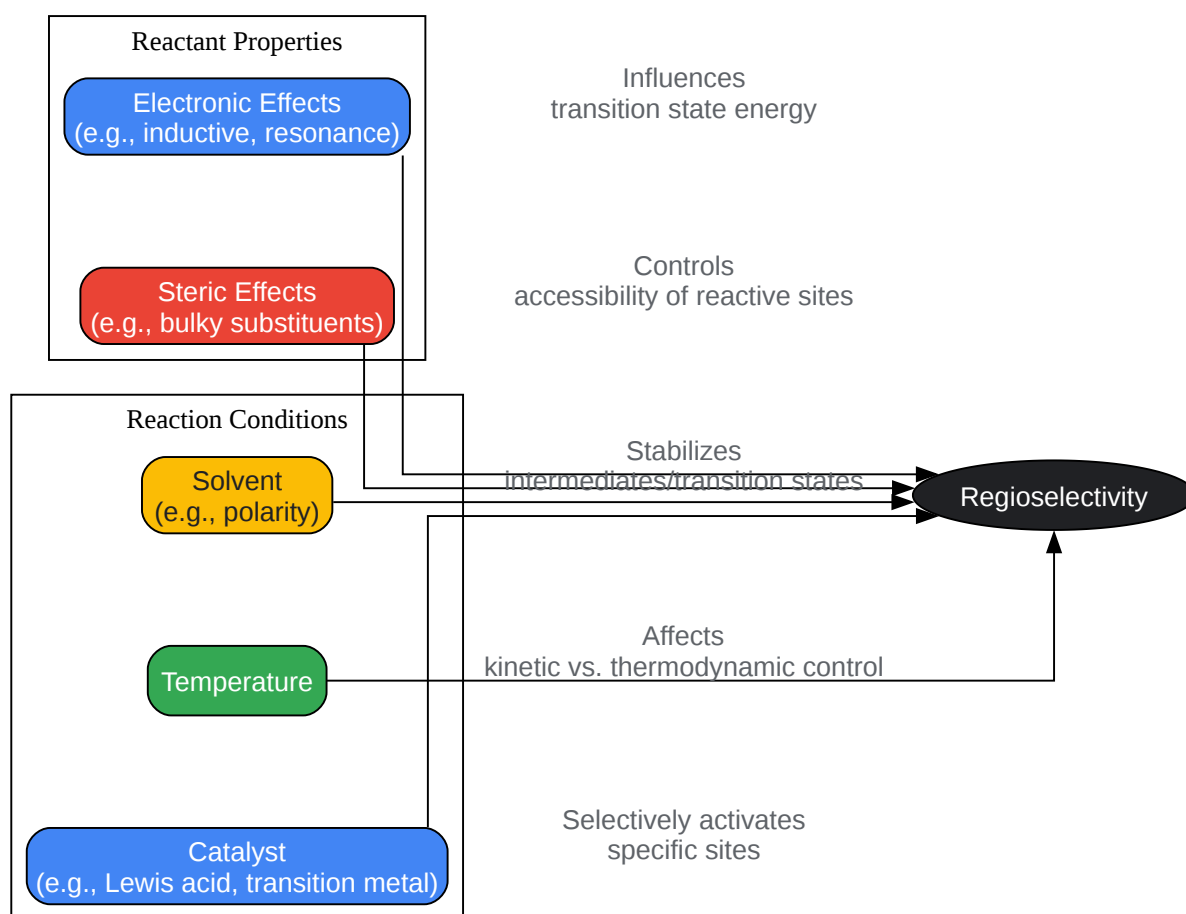 Reactant Properties
Electronic Effects
(e.g., inductive, resonance)
Influences
transition state energy
Steric Effects
(e.g., bulky substituents)
Controls
accessibility of reactive sites
Reaction Conditions
Solvent
(e.g., polarity)
Stabilizes
intermediates/transition states
Regioselectivity
Temperature
Affects
kinetic vs. thermodynamic control
Catalyst
(e.g., Lewis acid, transition metal)
Selectively activates
specific sites